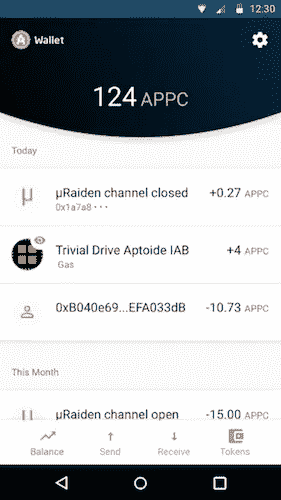 12:30
Wallet
124 APPC
Today
μRaiden channel closed +0.27 APPC
0x1a7a8 • • •
Trivial Drive Aptoide IAB +4 APPC
Gas
0XB040e69...EFA033dB -10.73 APPC
This Month
μRaiden channel open -15.00 APPC
Balance Send Receive Tokens